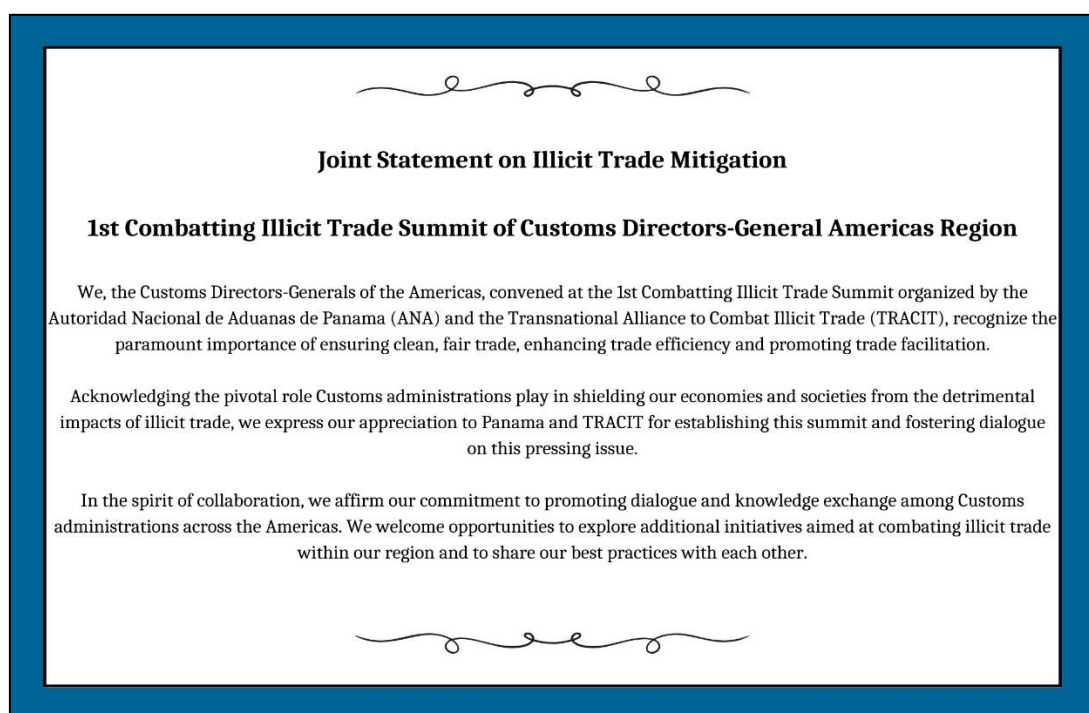 Joint Statement on Illicit Trade Mitigation
1st Combatting Illicit Trade Summit of Customs Directors-General Americas Region
We, the Customs Directors-Generals of the Americas, convened at the 1st Combatting Illicit Trade Summit organized by the
Autoridad Nacional de Aduanas de Panama (ANA) and the Transnational Alliance to Combat Illicit Trade (TRACIT), recognize the
paramount importance of ensuring clean, fair trade, enhancing trade efficiency and promoting trade facilitation.
Acknowledging the pivotal role Customs administrations play in shielding our economies and societies from the detrimental
impacts of illicit trade, we express our appreciation to Panama and TRACIT for establishing this summit and fostering dialogue
on this pressing issue.
In the spirit of collaboration, we affirm our commitment to promoting dialogue and knowledge exchange among Customs
administrations across the Americas. We welcome opportunities to explore additional initiatives aimed at combating illicit trade
within our region and to share our best practices with each other.